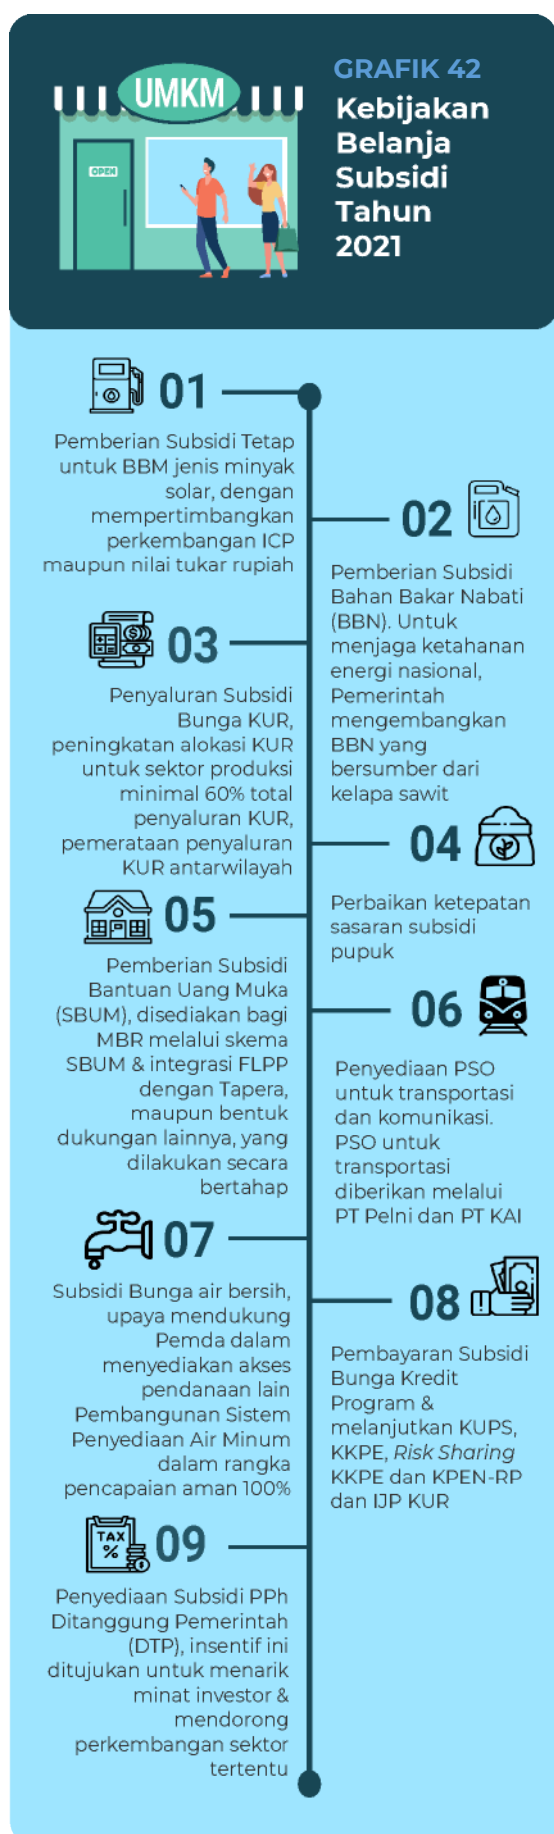 UMKM
OPEN
GRAFIK 42
Kebijakan
Belanja
Subsidi
Tahun
2021
01
Pemberian Subsidi Tetap
untuk BBM jenis minyak
solar, dengan
mempertimbangkan
perkembangan ICP
maupun nilai tukar rupiah
02
Pemberian Subsidi
Bahan Bakar Nabati
(BBN). Untuk
menjaga ketahanan
energi nasional,
Pemerintah
mengembangkan
BBN yang
bersumber dari
kelapa sawit
03
Penyaluran Subsidi
Bunga KUR,
peningkatan alokasi KUR
untuk sektor produksi
minimal 60% total
penyaluran KUR,
pemerataan penyaluran
KUR antarwilayah
04
Perbaikan ketepatan
sasaran subsidi
pupuk
05
Pemberian Subsidi
Bantuan Uang Muka
(SBUM), disediakan bagi
MBR melalui skema
SBUM & integrasi FLPP
dengan Tapera,
maupun bentuk
dukungan lainnya, yang
dilakukan secara
bertahap
06
Penyediaan PSO
untuk transportasi
dan komunikasi.
PSO untuk
transportasi
diberikan melalui
PT Pelni dan PT KAI
07
Subsidi Bunga air bersih,
upaya mendukung
Pemda dalam
menyediakan akses
pendanaan lain
Pembangunan Sistem
Penyediaan Air Minum
dalam rangka
pencapaian aman 100%
08
Pembayaran Subsidi
Bunga Kredit
Program &
melanjutkan KUPS,
KKPE, Risk Sharing
KKPE dan KPEN-RP
dan IJP KUR
TAX
%
09
Penyediaan Subsidi PPh
Ditanggung Pemerintah
(DTP), insentif ini
ditujukan untuk menarik
minat investor &
mendorong
perkembangan sektor
tertentu